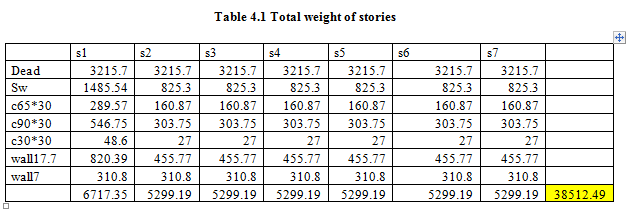 Table 4.1 Total weight of stories
s1 s2 s3 s4 s5 s6 s7
Dead 3215.7 3215.7 3215.7 3215.7 3215.7 3215.7 3215.7
Sw 1485.54 825.3 825.3 825.3 825.3 825.3 825.3
c65*30 289.57 160.87 160.87 160.87 160.87 160.87 160.87
c90*30 546.75 303.75 303.75 303.75 303.75 303.75 303.75
c30*30 48.6 27 27 27 27 27 27
wall17.7 820.39 455.77 455.77 455.77 455.77 455.77 455.77
wall7 310.8 310.8 310.8 310.8 310.8 310.8 310.8
6717.35 5299.19 5299.19 5299.19 5299.19 5299.19 5299.19 38512.49